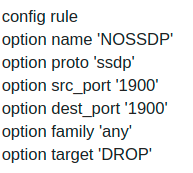 config rule
option name 'NOSSDP'
option proto 'ssdp'
option src_port '1900'
option dest_port '1900'
option family 'any'
option target 'DROP'